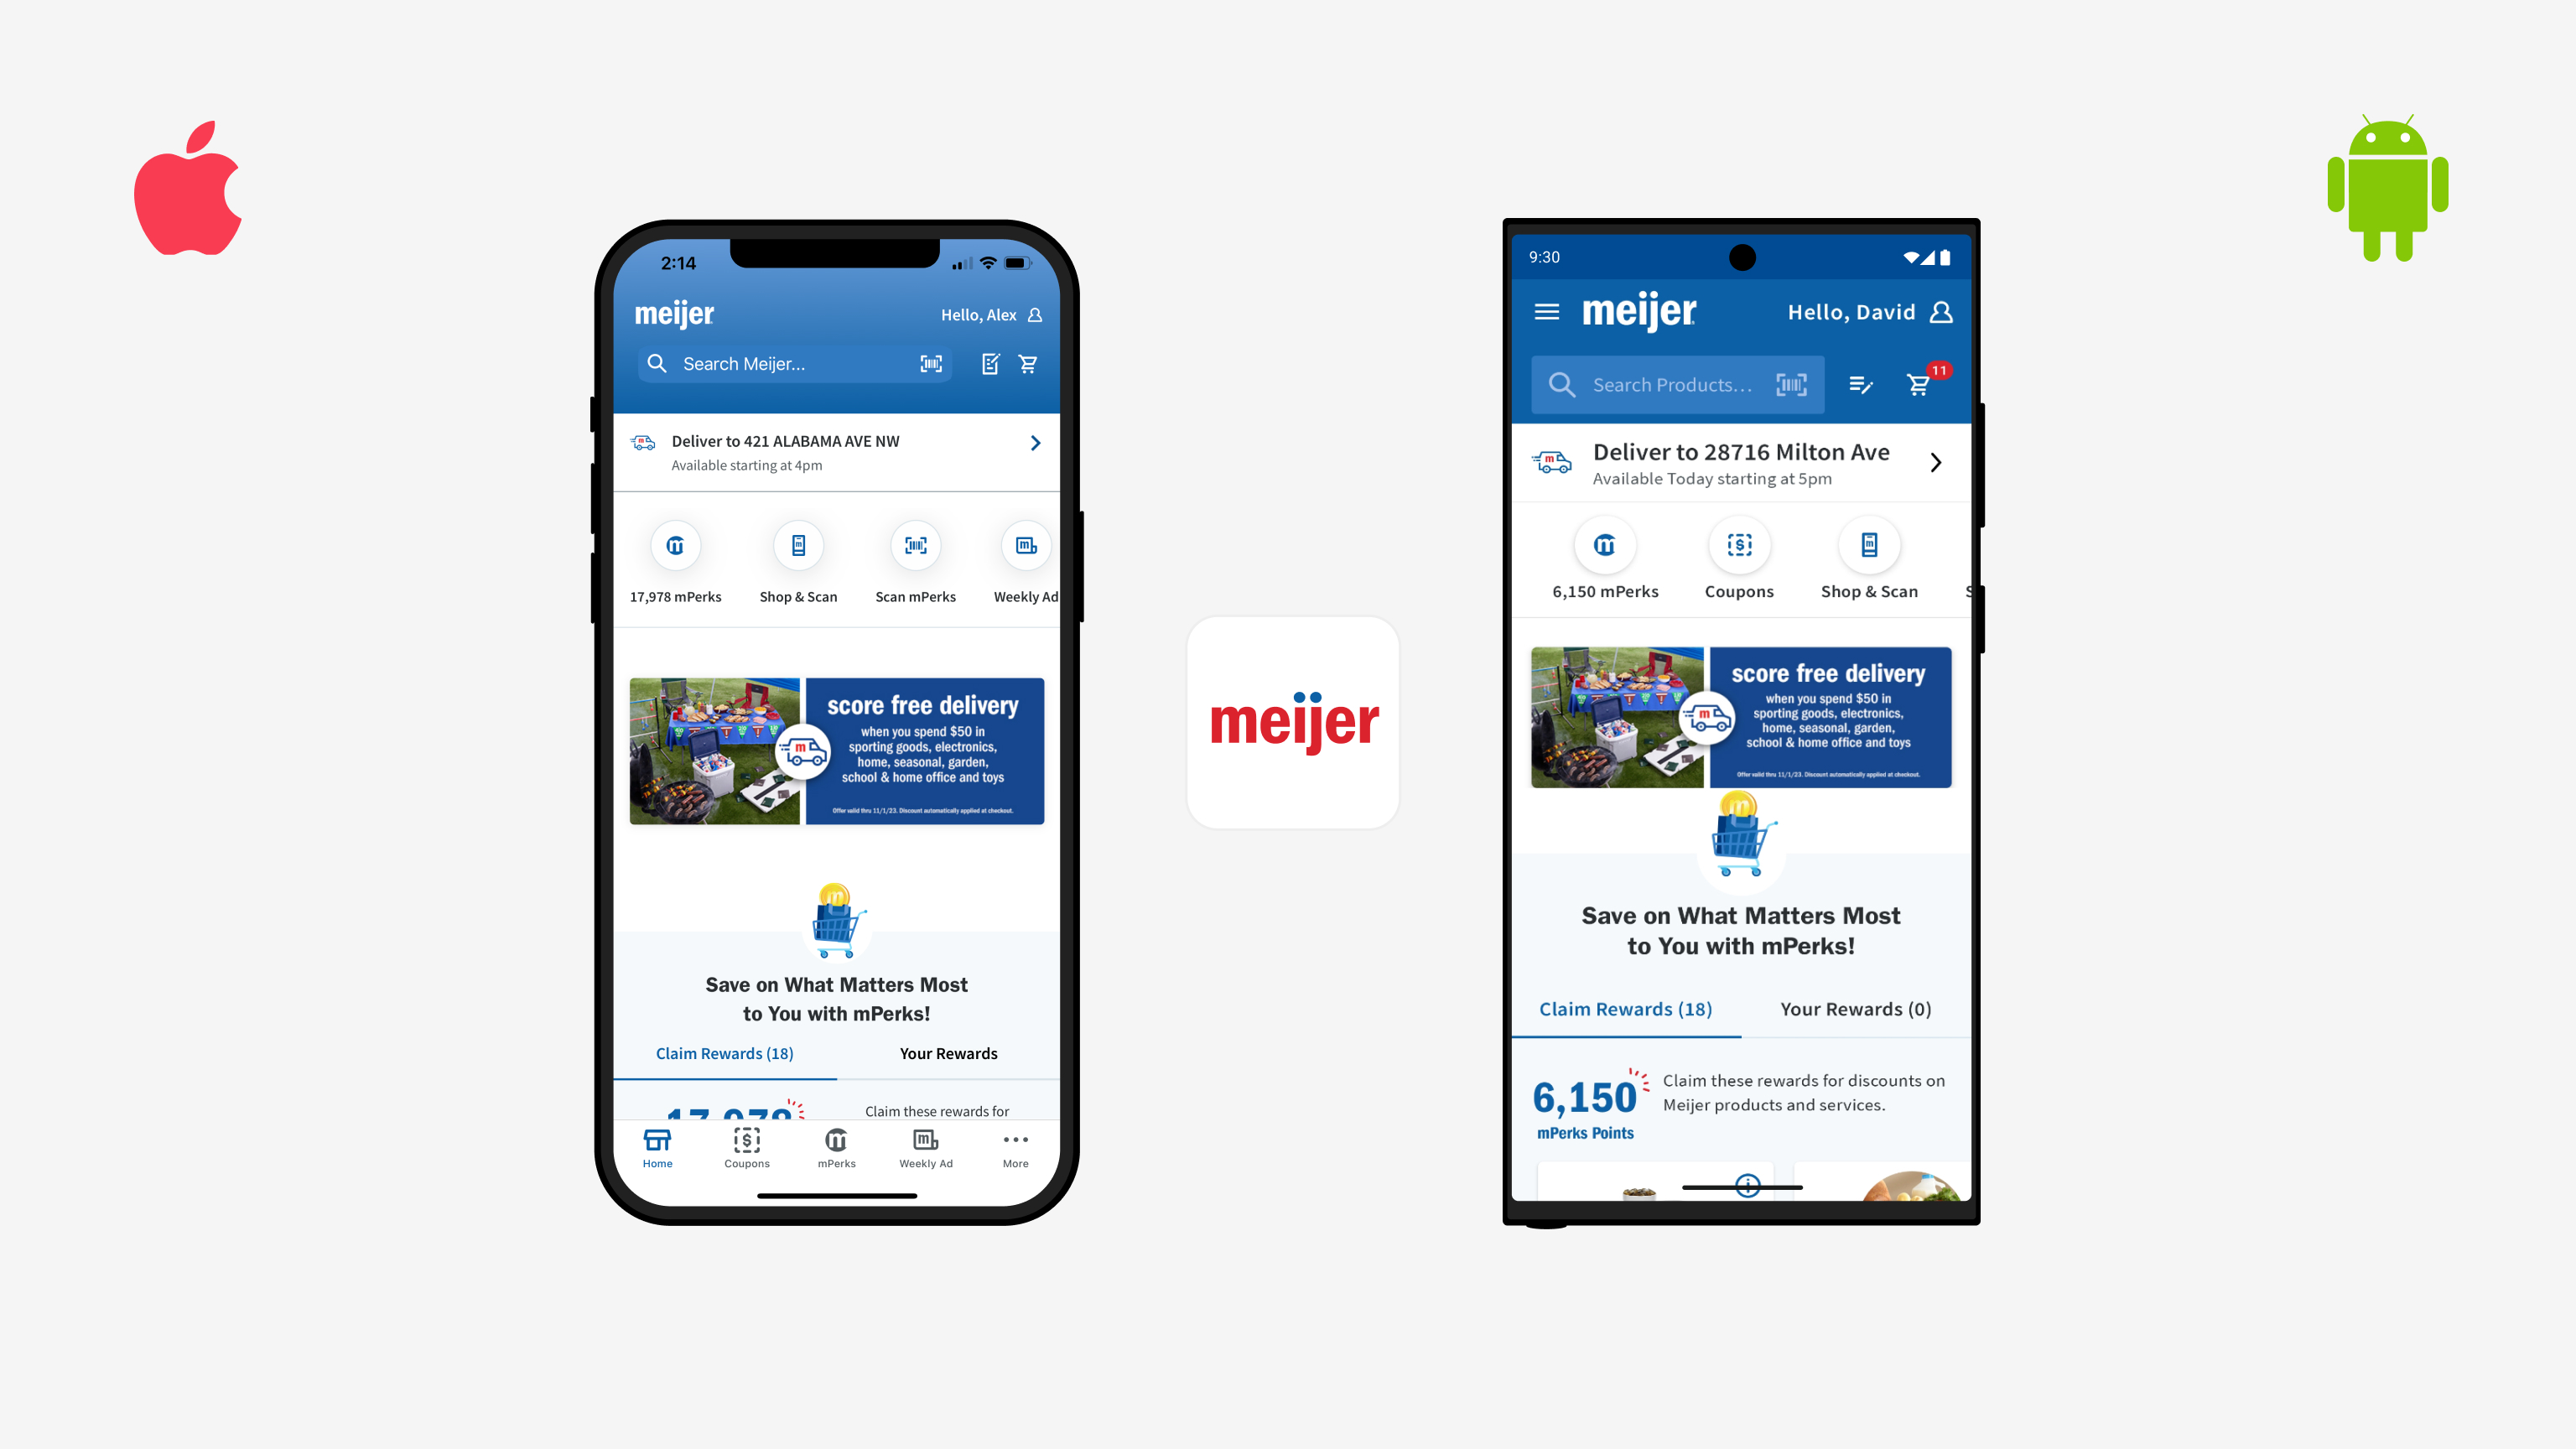 2:14
meijer
Hello, Alex
Search Meijer...
Deliver to 421 ALABAMA AVE NW
Available starting at 4pm
17,978 mPerks
Shop & Scan
Scan mPerks
Weekly Ad
score free delivery
when you spend $50 in
sporting goods, electronics,
home, seasonal, garden,
school & home office and toys
Offer valid thru 11/1/23. Discount automatically applied at checkout.
Save on What Matters Most
to You with mPerks!
Claim Rewards (18)
Your Rewards
17,978
Claim these rewards for
Home
Coupons
mPerks
Weekly Ad
More
meijer
9:30
meijer
Hello, David
Search Products...
11
Deliver to 28716 Milton Ave
Available Today starting at 5pm
6,150 mPerks
Coupons
Shop & Scan
score free delivery
when you spend $50 in
sporting goods, electronics,
home, seasonal, garden,
school & home office and toys
Offer valid thru 11/1/23. Discount automatically applied at checkout.
Save on What Matters Most
to You with mPerks!
Claim Rewards (18)
Your Rewards (0)
6,150
mPerks Points
Claim these rewards for discounts on
Meijer products and services.